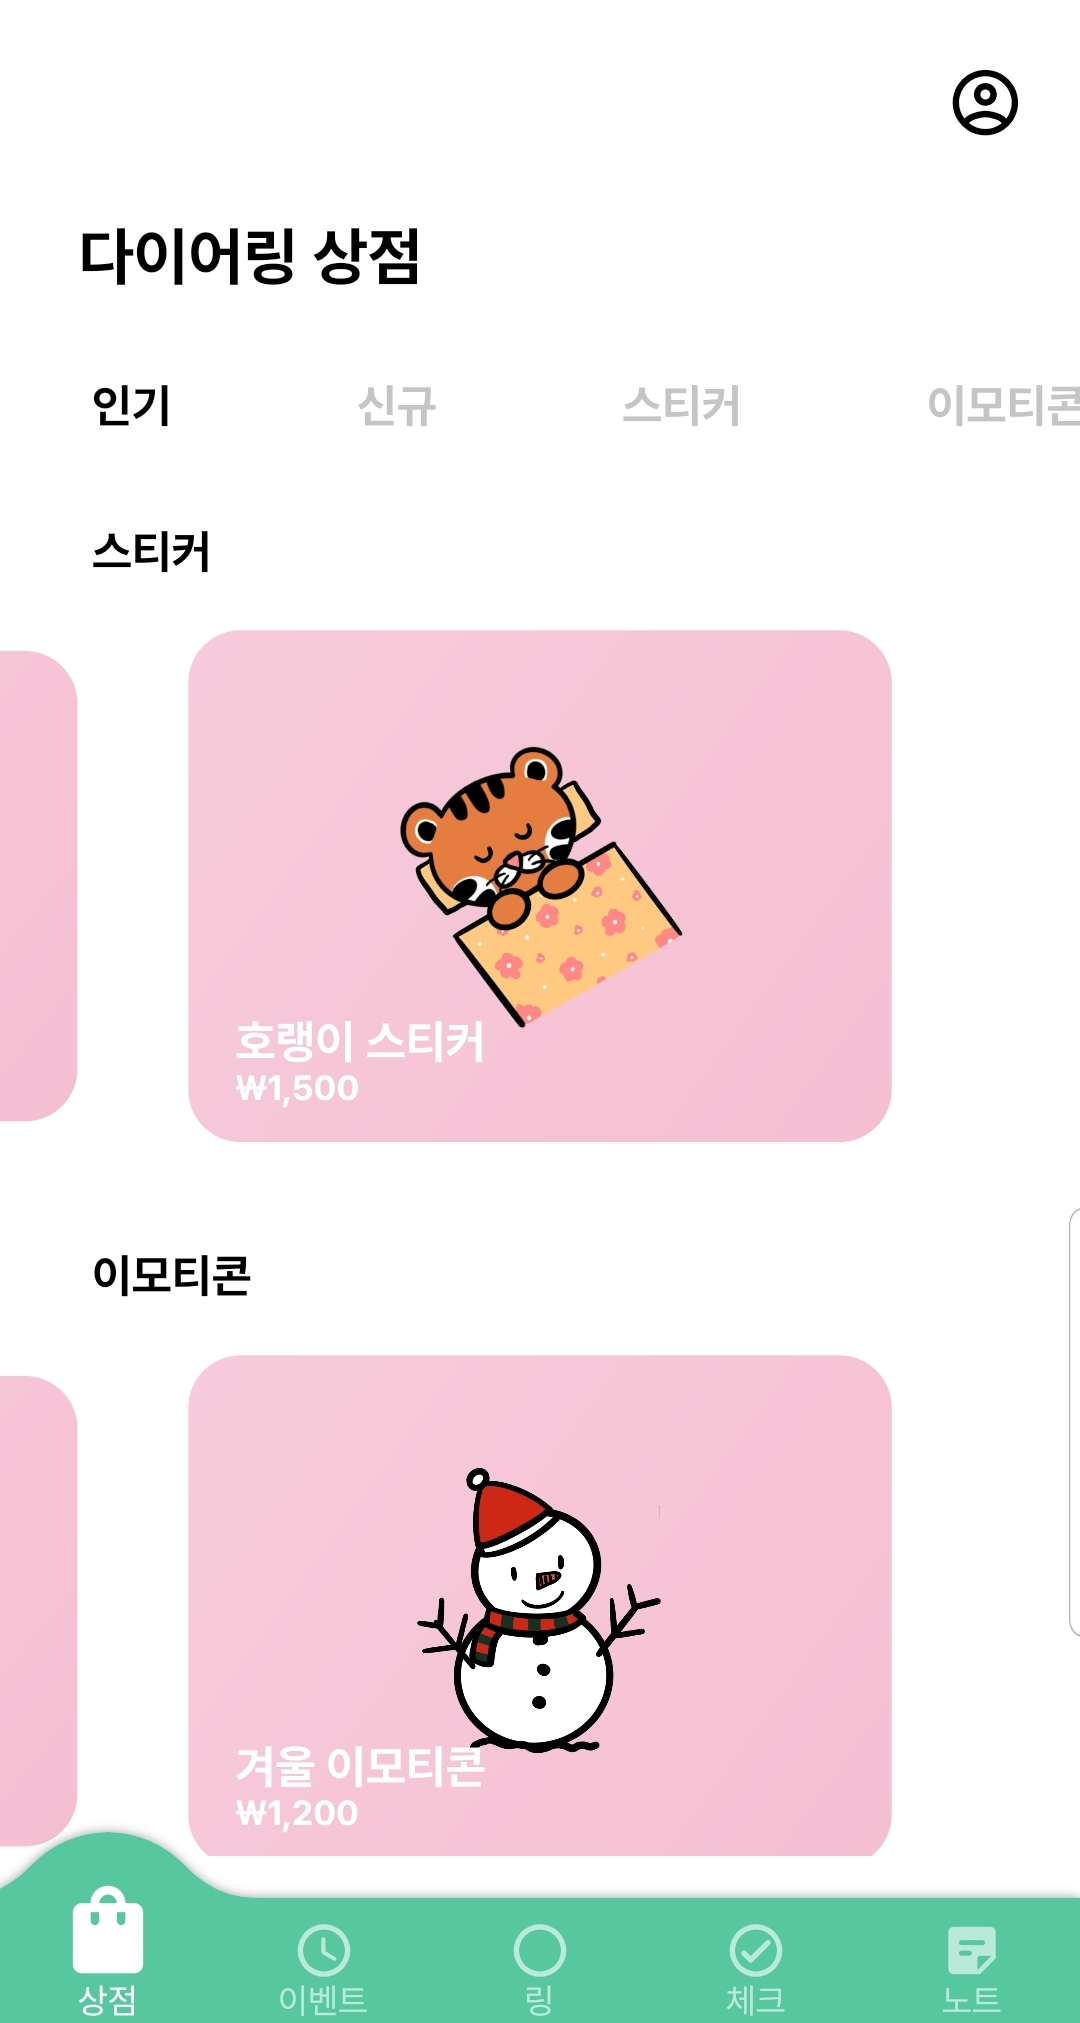 다이어링 상점
인기 신규 스티커 이모티콘
스티커
호랭이 스티커
₩1,500
이모티콘
겨울 이모티콘
₩1,200
상점 이벤트 링 체크 노트